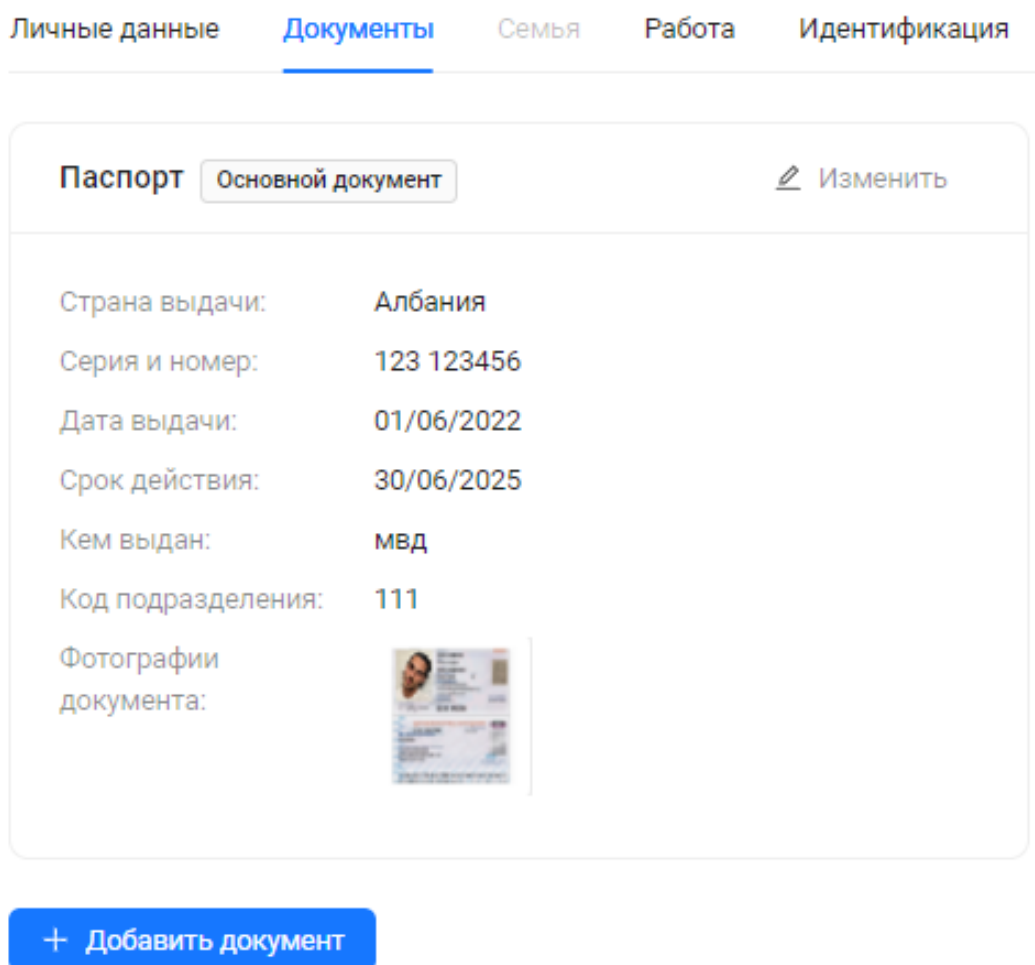 Личные данные Документы Семья Работа Идентификация
Паспорт Основной документ Изменить
Страна выдачи: Албания
Серия и номер: 123 123456
Дата выдачи: 01/06/2022
Срок действия: 30/06/2025
Кем выдан: мвд
Код подразделения: 111
Фотографии
документа:
+ Добавить документ